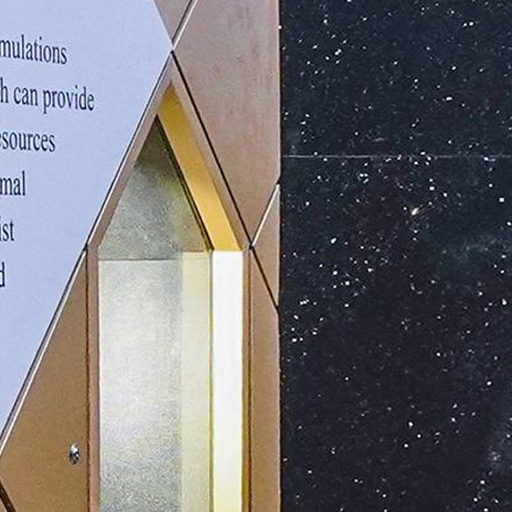 mulations
h can provide
esources
mal
ist
d